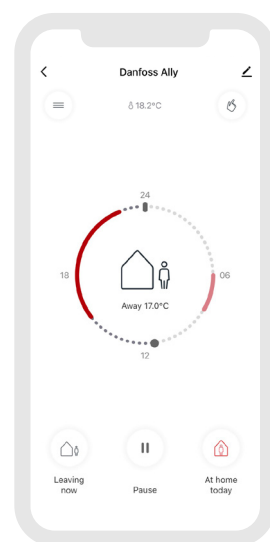 Danfoss Ally
18.2°C
24
18
06
Away 17.0°C
12
Leaving
now
Pause
At home
today